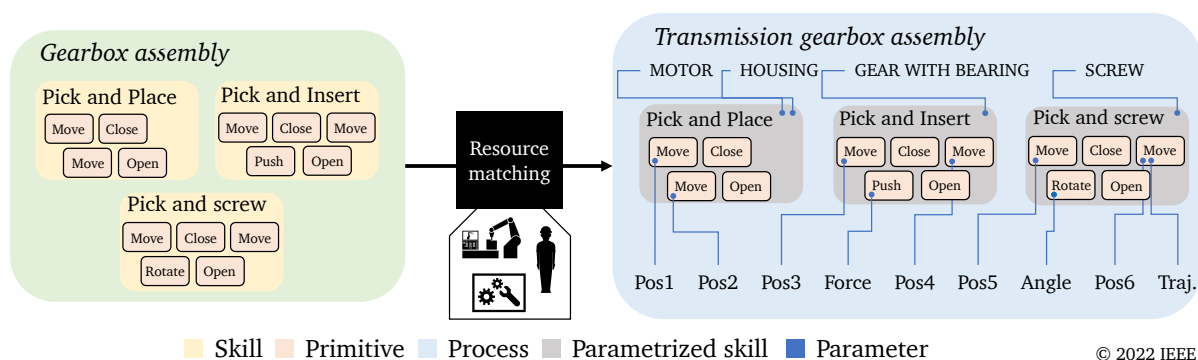 Gearbox assembly
Pick and Place
Move Close
Move Open
Pick and Insert
Move Close Move
Push Open
Pick and screw
Move Close Move
Rotate Open
Resource
matching
Transmission gearbox assembly
MOTOR HOUSING GEAR WITH BEARING SCREW
Pick and Place
Move Close
Move Open
Pick and Insert
Move Close Move
Push Open
Pick and screw
Move Close Move
Rotate Open
Pos1 Pos2 Pos3 Force Pos4 Pos5 Angle Pos6 Traj.
Skill Primitive Process Parametrized skill Parameter
© 2022 IEEE